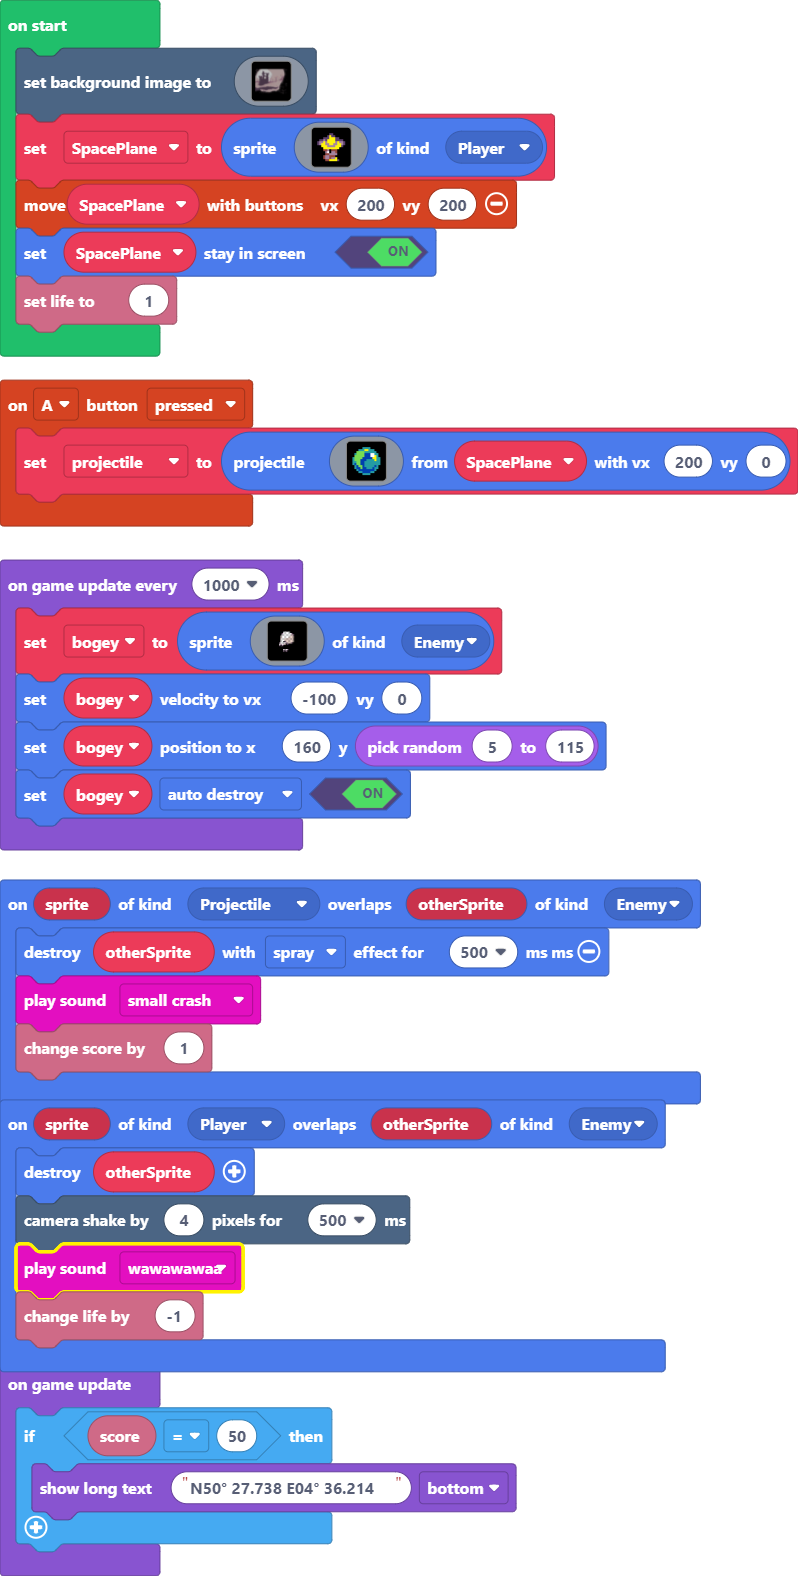 on start
set background image to
set SpacePlane to sprite of kind Player
move SpacePlane with buttons vx 200 vy 200
set SpacePlane stay in screen ON
set life to 1
on A button pressed
set projectile to projectile from SpacePlane with vx 200 vy 0
on game update every 1000 ms
set bogey to sprite of kind Enemy
set bogey velocity to vx -100 vy 0
set bogey position to x 160 y pick random 5 to 115
set bogey auto destroy ON
on sprite of kind Projectile overlaps otherSprite of kind Enemy
destroy otherSprite with spray effect for 500 ms ms
play sound small crash
change score by 1
on sprite of kind Player overlaps otherSprite of kind Enemy
destroy otherSprite
camera shake by 4 pixels for 500 ms
play sound wawawawaa
change life by -1
on game update
if score = 50 then
show long text "N50° 27.738 E04° 36.214" bottom